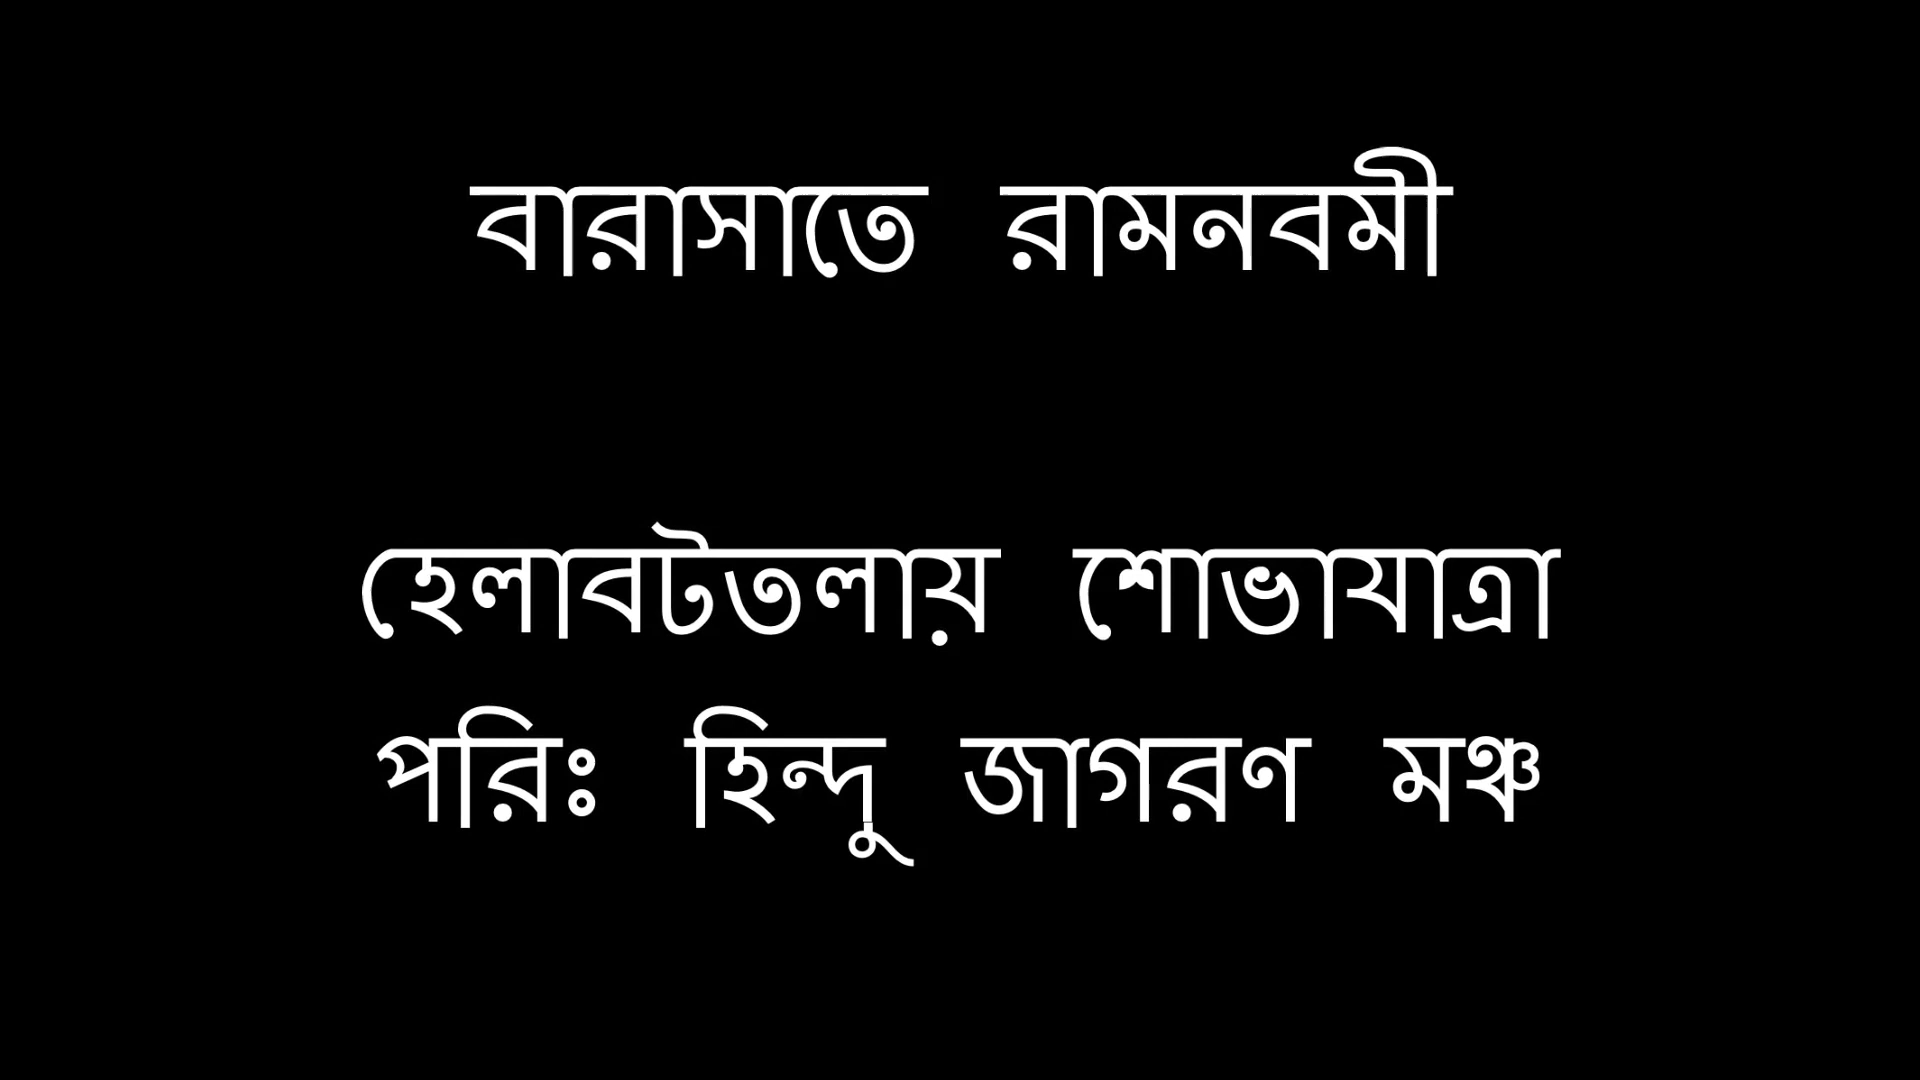 বারাসাতে রামনবমী
হেলাবটতলায় শোভাযাত্রা
পরিঃ হিন্দু জাগরণ মঞ্চ